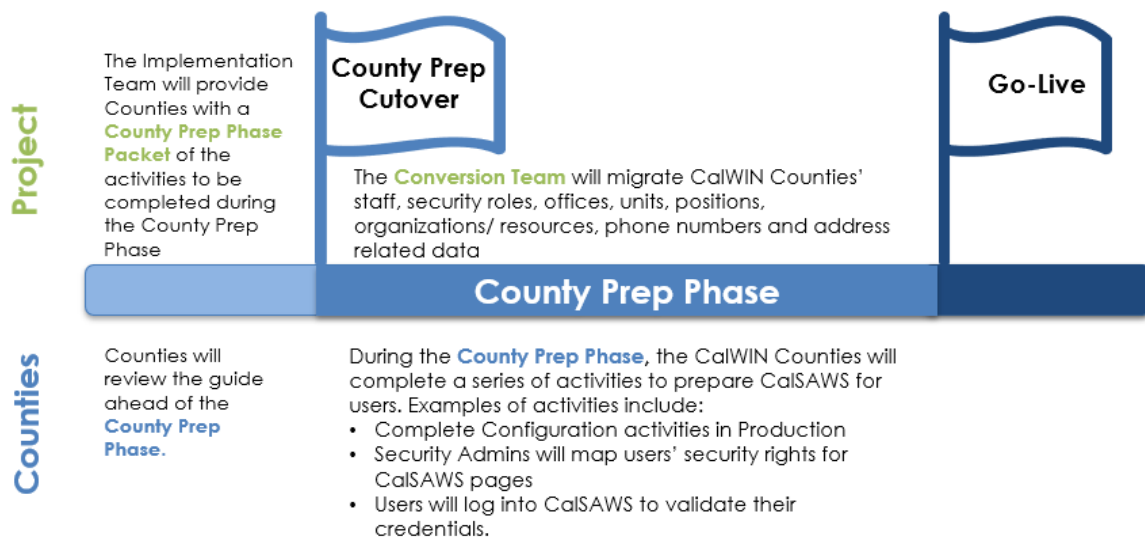 Project
The Implementation
Team will provide
Counties with a
County Prep Phase
Packet of the
activities to be
completed during
the County Prep
Phase
County Prep
Cutover
Go-Live
The Conversion Team will migrate CalWIN Counties'
staff, security roles, offices, units, positions,
organizations/ resources, phone numbers and address
related data
County Prep Phase
Counties
Counties will
review the guide
ahead of the
County Prep
Phase.
During the County Prep Phase, the CalWIN Counties will
complete a series of activities to prepare CalSAWS for
users. Examples of activities include:
• Complete Configuration activities in Production
• Security Admins will map users' security rights for
CalSAWS pages
• Users will log into CalSAWS to validate their
credentials.